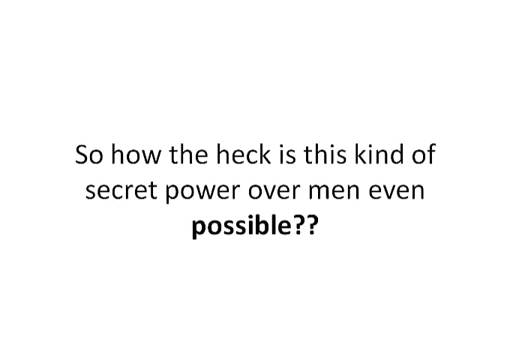 So how the heck is this kind of
secret power over men even
possible??